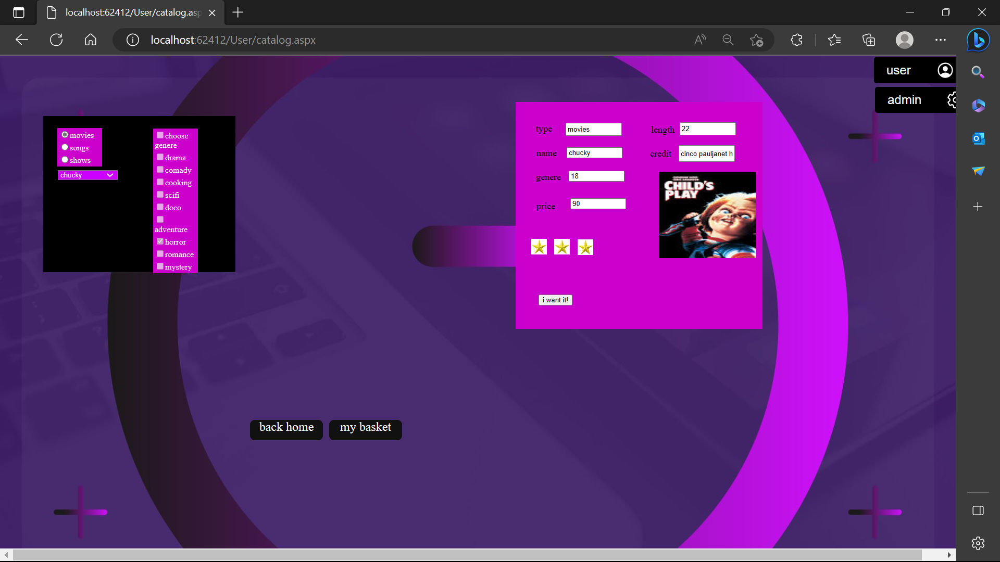 localhost:62412/User/catalog.asp
localhost:62412/User/catalog.aspx
user
admin
movies
songs
shows
chucky
choose
genere
drama
comady
cooking
scifi
doco
adventure
horror
romance
mystery
type movies
length 22
name chucky
credit cinco pauljanet h
genere 18
price 90
CHILD'S
PLAY
i want it!
back home
my basket